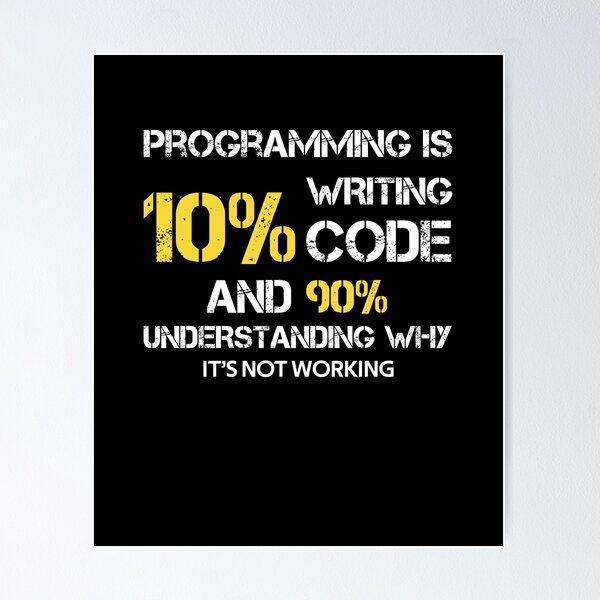 PROGRAMMING IS
10% WRITING
CODE
AND 90%
UNDERSTANDING WHY
IT'S NOT WORKING